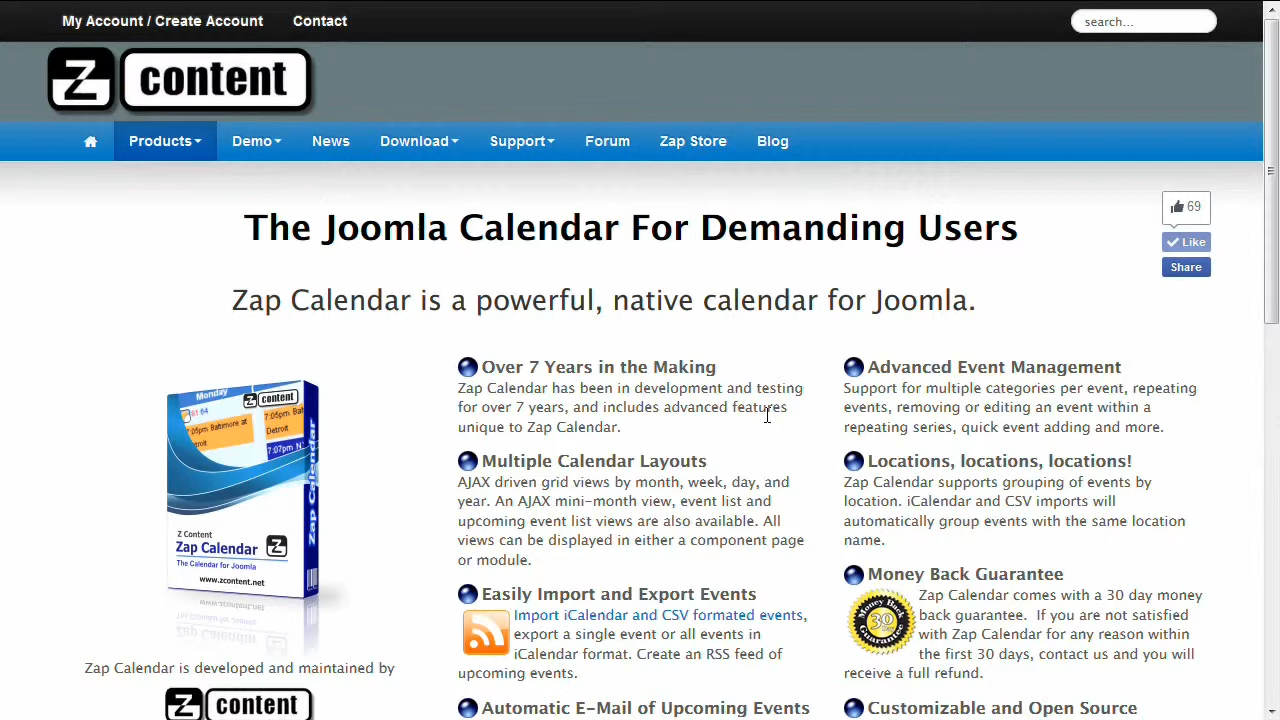 My Account / Create Account
Contact
search...
Z content
Products
Demo
News
Download
Support
Forum
Zap Store
Blog
69
Like
Share
The Joomla Calendar For Demanding Users
Zap Calendar is a powerful, native calendar for Joomla.
Monday
content
Z Content
Zap Calendar
The Calendar for Joomla
www.zcontent.net
Zap Calendar
Zap Calendar is developed and maintained by
Z content
Over 7 Years in the Making
Zap Calendar has been in development and testing
for over 7 years, and includes advanced features
unique to Zap Calendar.
Multiple Calendar Layouts
AJAX driven grid views by month, week, day, and
year. An AJAX mini-month view, event list and
upcoming event list views are also available. All
views can be displayed in either a component page
or module.
Easily Import and Export Events
Import iCalendar and CSV formated events,
export a single event or all events in
iCalendar format. Create an RSS feed of
upcoming events.
Automatic E-Mail of Upcoming Events
Advanced Event Management
Support for multiple categories per event, repeating
events, removing or editing an event within a
repeating series, quick event adding and more.
Locations, locations, locations!
Zap Calendar supports grouping of events by
location. iCalendar and CSV imports will
automatically group events with the same location
name.
Money Back Guarantee
Money Back
30
Guarantee
Zap Calendar comes with a 30 day money
back guarantee. If you are not satisfied
with Zap Calendar for any reason within
the first 30 days, contact us and you will
receive a full refund.
Customizable and Open Source